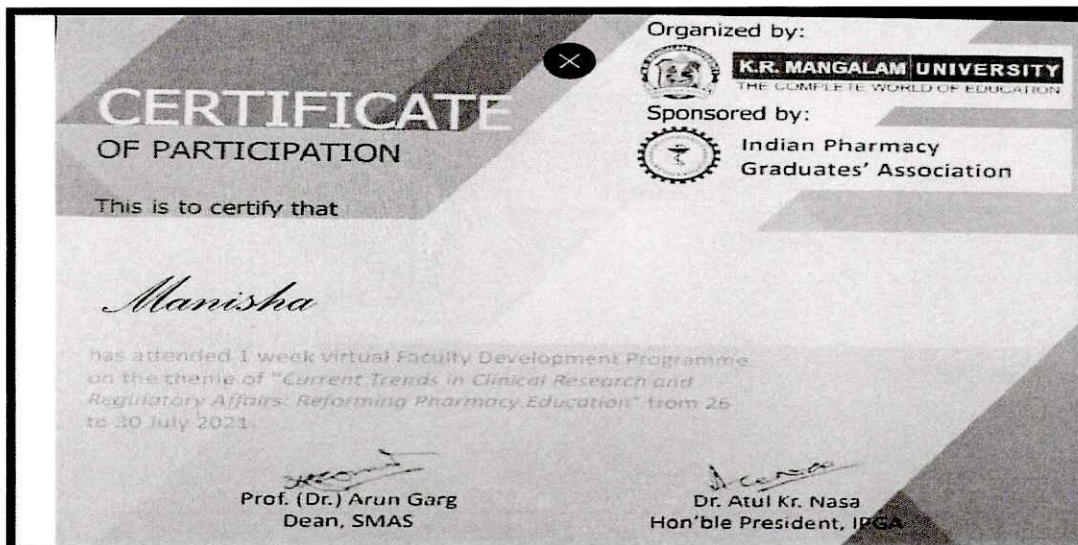 CERTIFICATE
OF PARTICIPATION
This is to certify that
Manisha
has attended 1 week virtual Faculty Development Programme
on the theme of "Current Trends in Clinical Research and
Regulatory Affairs: Reforming Pharmacy Education" from 26
to 30 July 2021.
Organized by:
K.R. MANGALAM UNIVERSITY
THE COMPLETE WORLD OF EDUCATION
Sponsored by:
Indian Pharmacy
Graduates' Association
Prof. (Dr.) Arun Garg
Dean, SMAS
Dr. Atul Kr. Nasa
Hon'ble President, IPGA